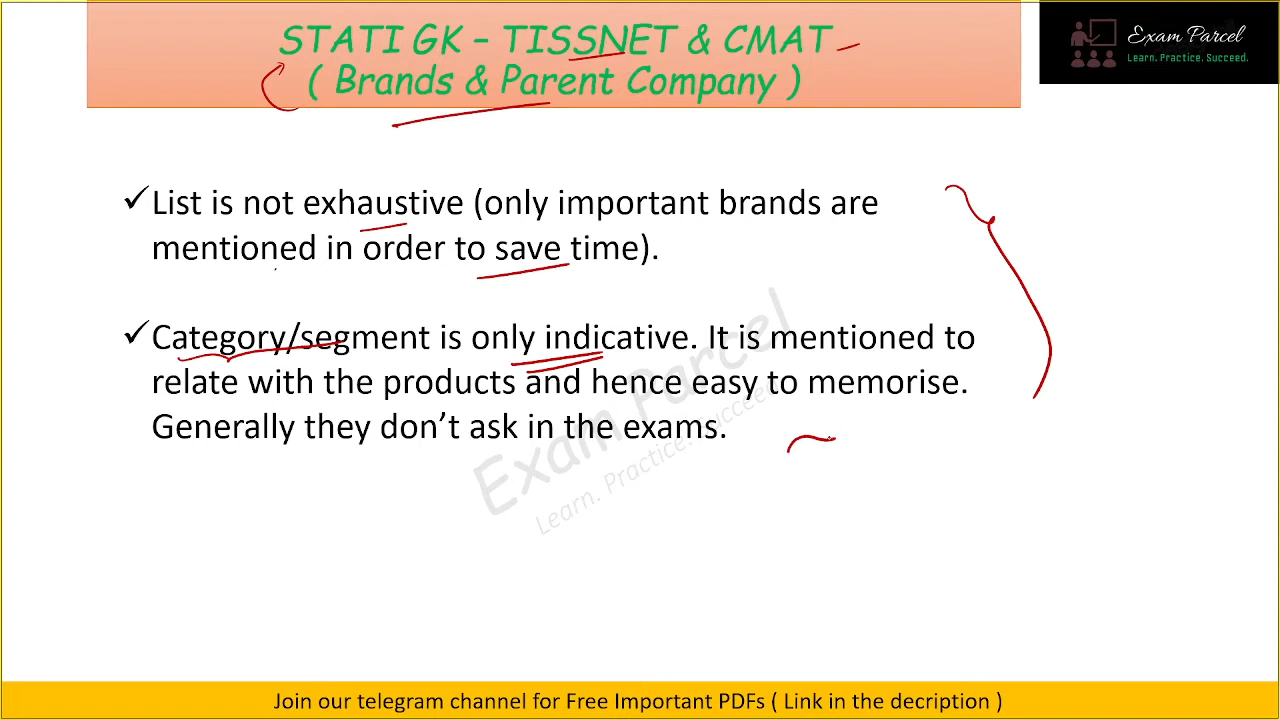 STATI GK – TISSNET & CMAT
( Brands & Parent Company )
Exam Parcel
Learn. Practice. Succeed.
✓List is not exhaustive (only important brands are
mentioned in order to save time).
✓Category/segment is only indicative. It is mentioned to
relate with the products and hence easy to memorise.
Generally they don’t ask in the exams.
Exam Parcel
Learn. Practice. Succeed.
Join our telegram channel for Free Important PDFs ( Link in the decription )